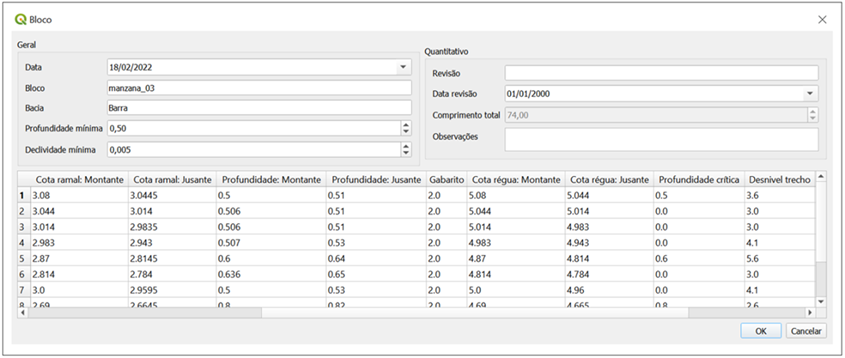 Bloco
Geral
Data 18/02/2022
Bloco manzana_03
Bacia Barra
Profundidade mínima 0,50
Declividade mínima 0,005
Quantitativo
Revisão
Data revisão 01/01/2000
Comprimento total 74,00
Observações
Cota ramal: Montante Cota ramal: Jusante Profundidade: Montante Profundidade: Jusante Gabarito Cota régua: Montante Cota régua: Jusante Profundidade crítica Desnivel trecho
1 3.08 3.0445 0.5 0.51 2.0 5.08 5.044 0.5 3.6
2 3.044 3.014 0.506 0.51 2.0 5.044 5.014 0.0 3.0
3 3.014 2.9835 0.506 0.51 2.0 5.014 4.983 0.0 3.0
4 2.983 2.943 0.507 0.53 2.0 4.983 4.943 0.0 4.1
5 2.87 2.8145 0.6 0.64 2.0 4.87 4.814 0.6 5.6
6 2.814 2.784 0.636 0.65 2.0 4.814 4.784 0.0 3.0
7 3.0 2.9595 0.5 0.53 2.0 5.0 4.96 0.0 4.1
8 2.69 2.6645 0.8 0.82 2.0 4.69 4.665 0.8 2.6
OK Cancelar